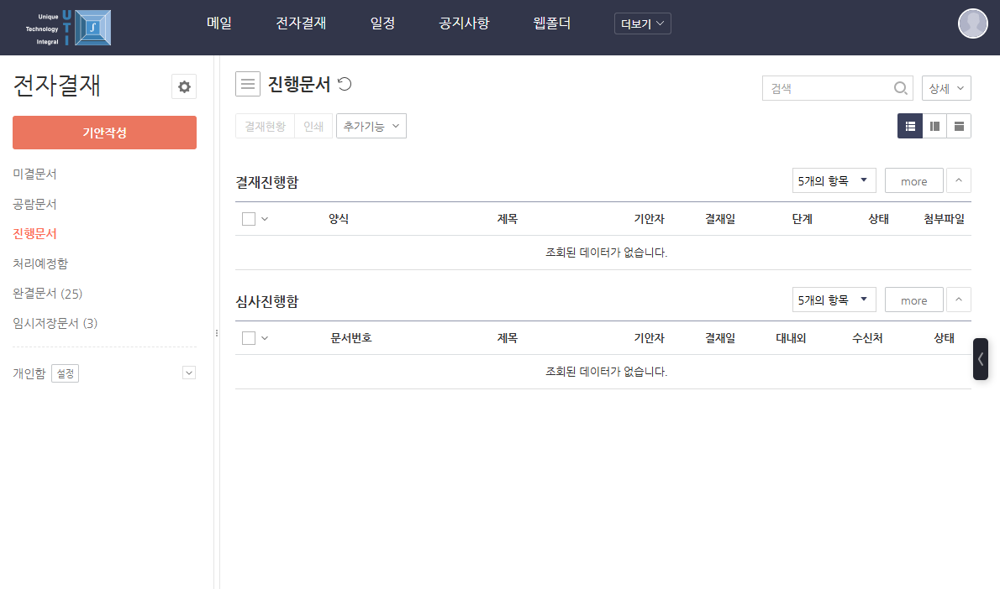 Unique
Technology
Integral
UTI
메일 전자결재 일정 공지사항 웹폴더 더보기
전자결재
기안작성
미결문서
공람문서
진행문서
처리예정함
완결문서 (25)
임시저장문서 (3)
개인함 설정
진행문서
검색 상세
결재현황 인쇄 추가기능
결재진행함 5개의 항목 more
양식 제목 기안자 결재일 단계 상태 첨부파일
조회된 데이터가 없습니다.
심사진행함 5개의 항목 more
문서번호 제목 기안자 결재일 대내외 수신처 상태
조회된 데이터가 없습니다.